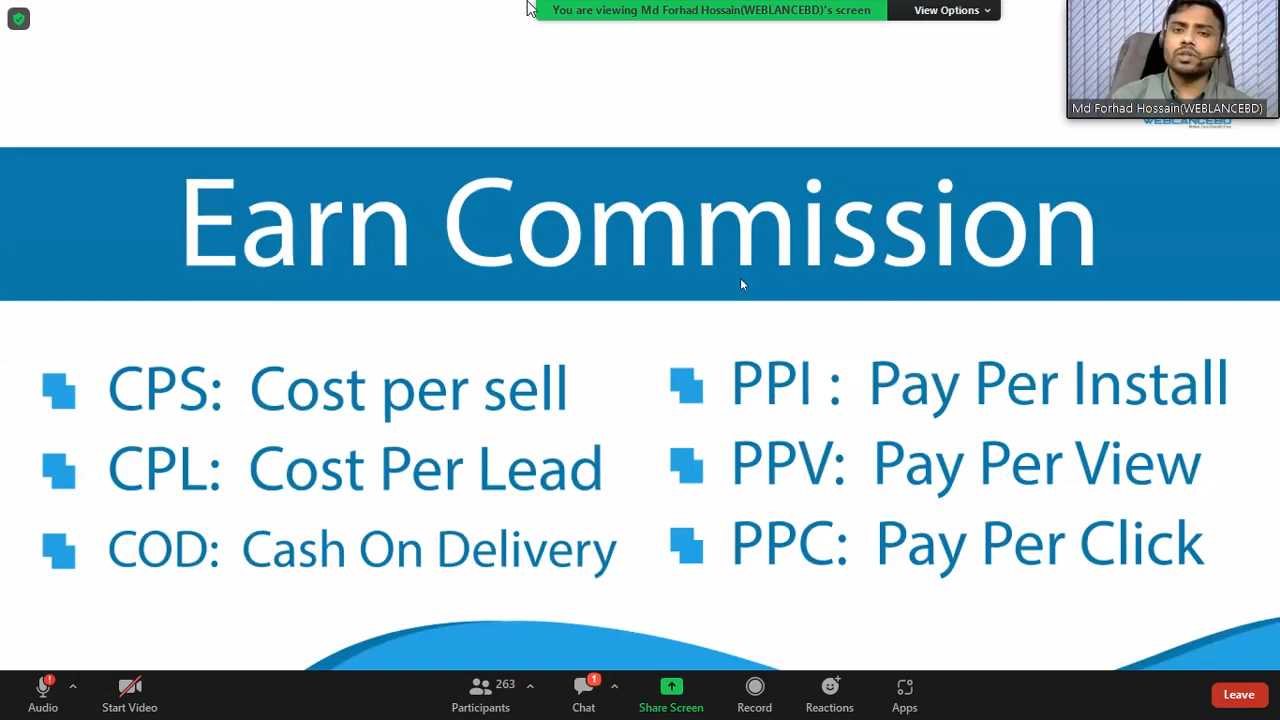 You are viewing Md Forhad Hossain(WEBLANCEBD)'s screen
View Options
Md Forhad Hossain(WEBLANCEBD)
WEBLANCEBD
Earn Commission
CPS: Cost per sell
CPL: Cost Per Lead
COD: Cash On Delivery
PPI : Pay Per Install
PPV: Pay Per View
PPC: Pay Per Click
Audio
Start Video
263
Participants
1
Chat
Share Screen
Record
Reactions
Apps
Leave